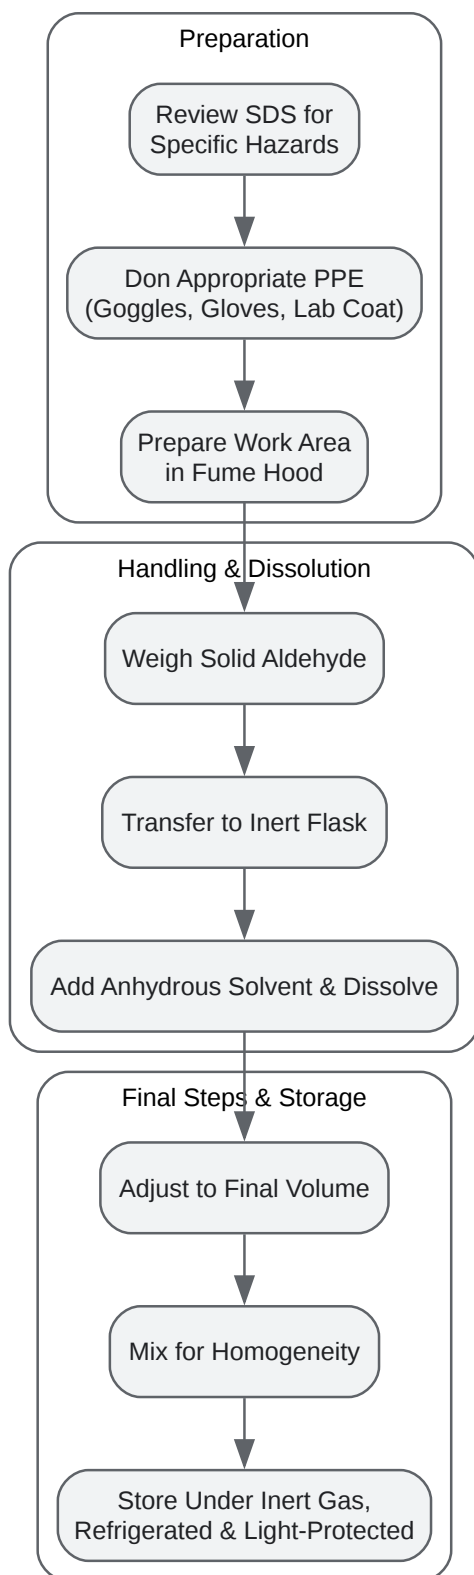 Preparation
Review SDS for
Specific Hazards
Don Appropriate PPE
(Goggles, Gloves, Lab Coat)
Prepare Work Area
in Fume Hood
Handling & Dissolution
Weigh Solid Aldehyde
Transfer to Inert Flask
Add Anhydrous Solvent & Dissolve
Final Steps & Storage
Adjust to Final Volume
Mix for Homogeneity
Store Under Inert Gas,
Refrigerated & Light-Protected